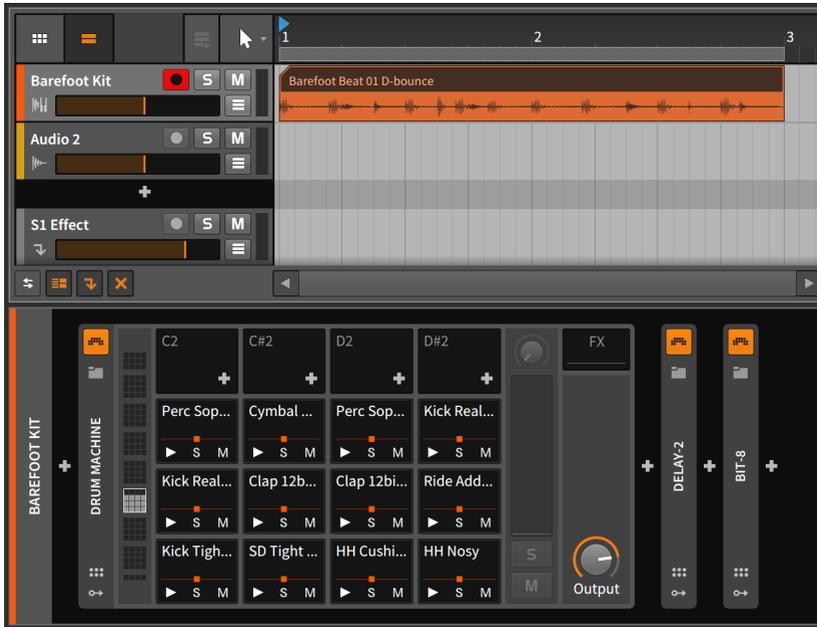 1 2 3
Barefoot Kit S M
Barefoot Beat 01 D-bounce
Audio 2 S M
S1 Effect S M
BAREFOOT KIT
DRUM MACHINE
C2 C#2 D2 D#2
FX
Perc Sop... Cymbal ... Perc Sop... Kick Real...
S M S M S M S M
Kick Real... Clap 12b... Clap 12bi... Ride Add...
S M S M S M S M
Kick Tigh... SD Tight ... HH Cushi... HH Nosy
S M S M S M S M
S
M
Output
DELAY-2
BIT-8